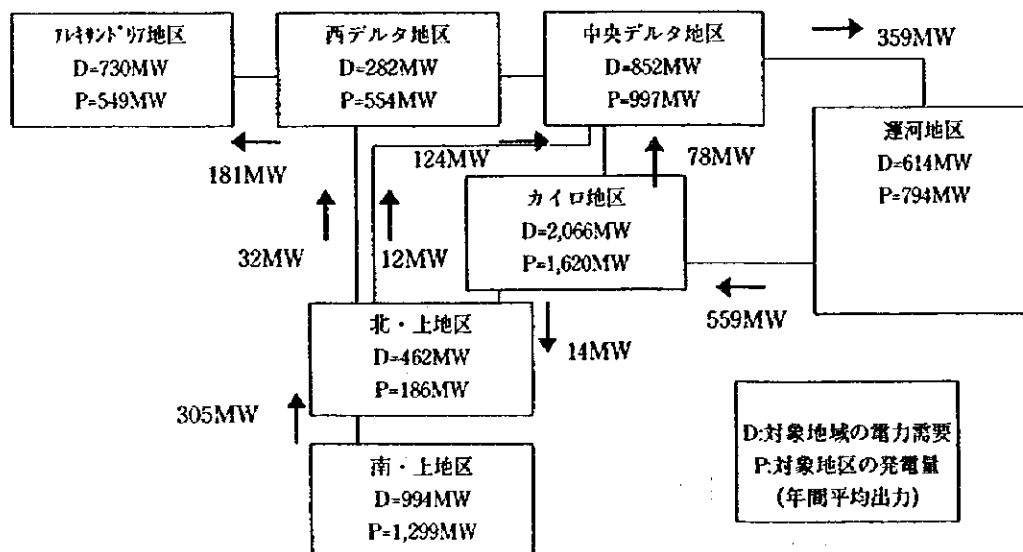 アレキサンドリア地区
D=730MW
P=549MW
西デルタ地区
D=282MW
P=554MW
中央デルタ地区
D=852MW
P=997MW
359MW
運河地区
D=614MW
P=794MW
181MW
124MW
78MW
カイロ地区
D=2,066MW
P=1,620MW
32MW
12MW
559MW
北・上地区
D=462MW
P=186MW
14MW
305MW
南・上地区
D=994MW
P=1,299MW
D:対象地域の電力需要
P:対象地区の発電量
(年間平均出力)